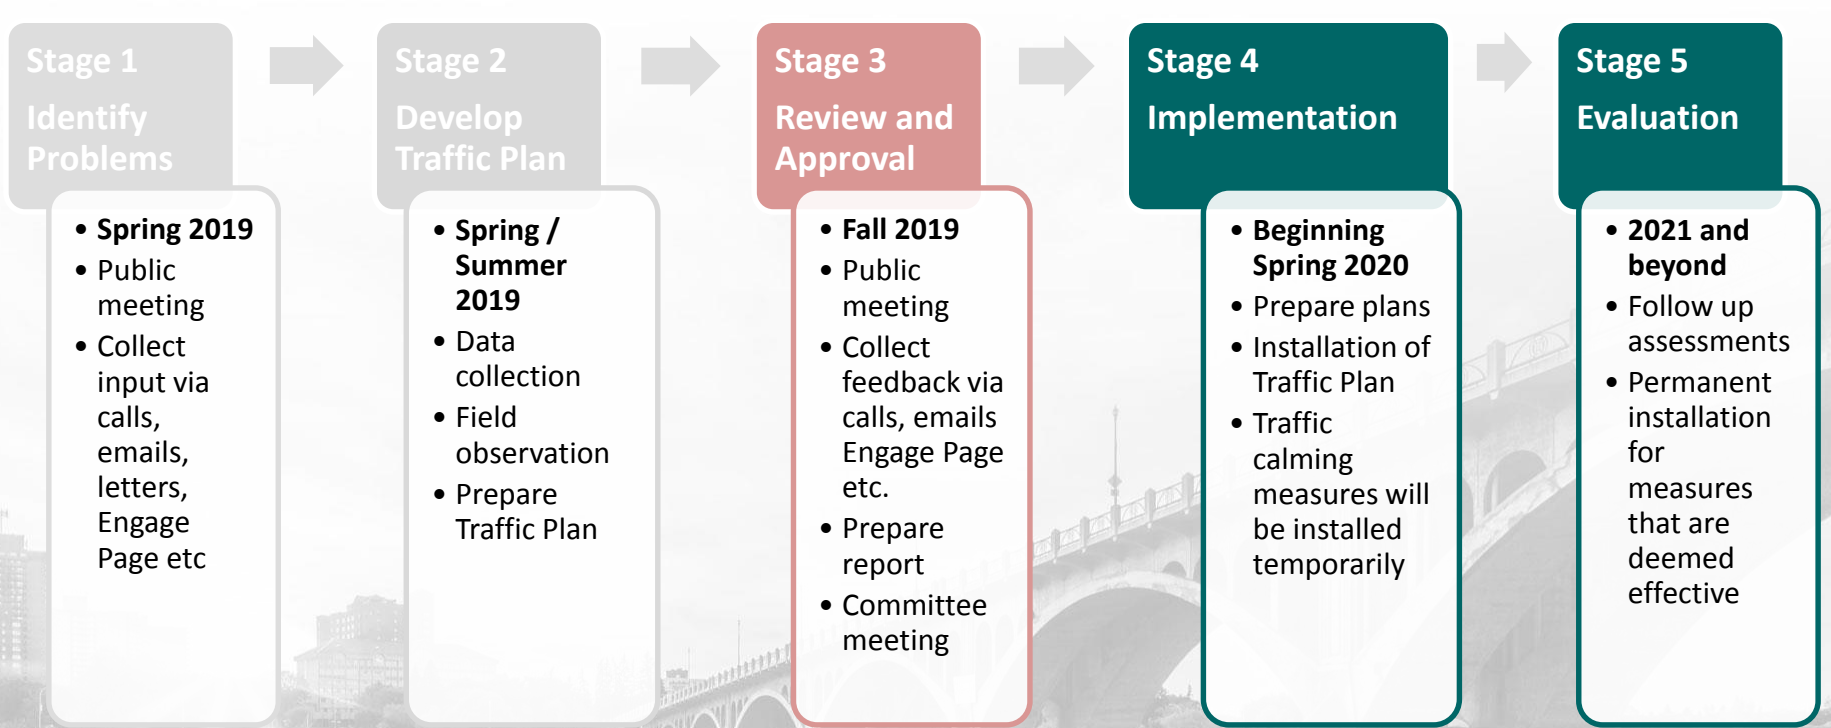 Stage 1
Identify
Problems
• Spring 2019
• Public
meeting
• Collect
input via
calls,
emails,
letters,
Engage
Page etc
Stage 2
Develop
Traffic Plan
• Spring /
Summer
2019
• Data
collection
• Field
observation
• Prepare
Traffic Plan
Stage 3
Review and
Approval
• Fall 2019
• Public
meeting
• Collect
feedback via
calls, emails
Engage Page
etc.
• Prepare
report
• Committee
meeting
Stage 4
Implementation
• Beginning
Spring 2020
• Prepare plans
• Installation of
Traffic Plan
• Traffic
calming
measures will
be installed
temporarily
Stage 5
Evaluation
• 2021 and
beyond
• Follow up
assessments
• Permanent
installation
for
measures
that are
deemed
effective